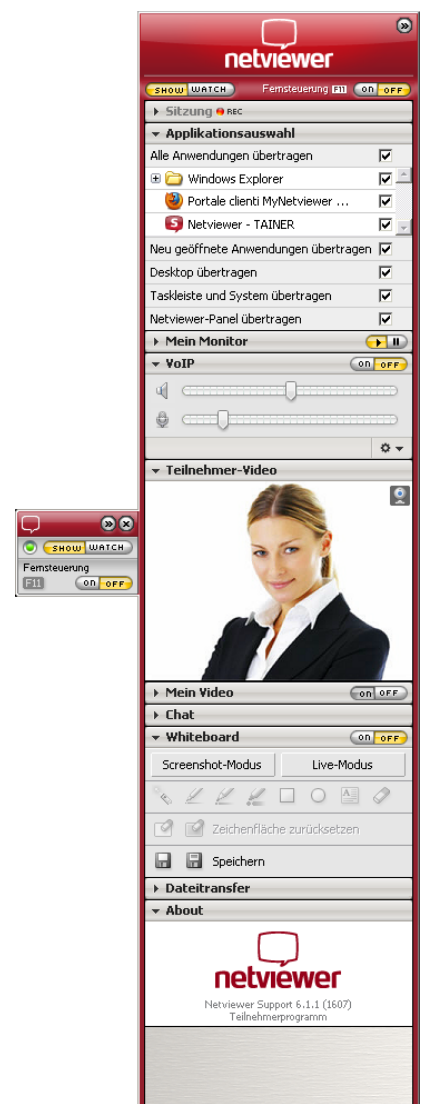 netviewer
SHOW WATCH Fernsteuerung F11 ON OFF
Sitzung REC
Applikationsauswahl
Alle Anwendungen übertragen
Windows Explorer
Portale clienti MyNetviewer ...
Netviewer - TAINER
Neu geöffnete Anwendungen übertragen
Desktop übertragen
Taskleiste und System übertragen
Netviewer-Panel übertragen
Mein Monitor
VoIP ON OFF
Teilnehmer-Video
SHOW WATCH
Fernsteuerung
F11 ON OFF
Mein Video ON OFF
Chat
Whiteboard ON OFF
Screenshot-Modus Live-Modus
Zeichenfläche zurücksetzen
Speichern
Dateitransfer
About
netviewer
Netviewer Support 6.1.1 (1607)
Teilnehmerprogramm